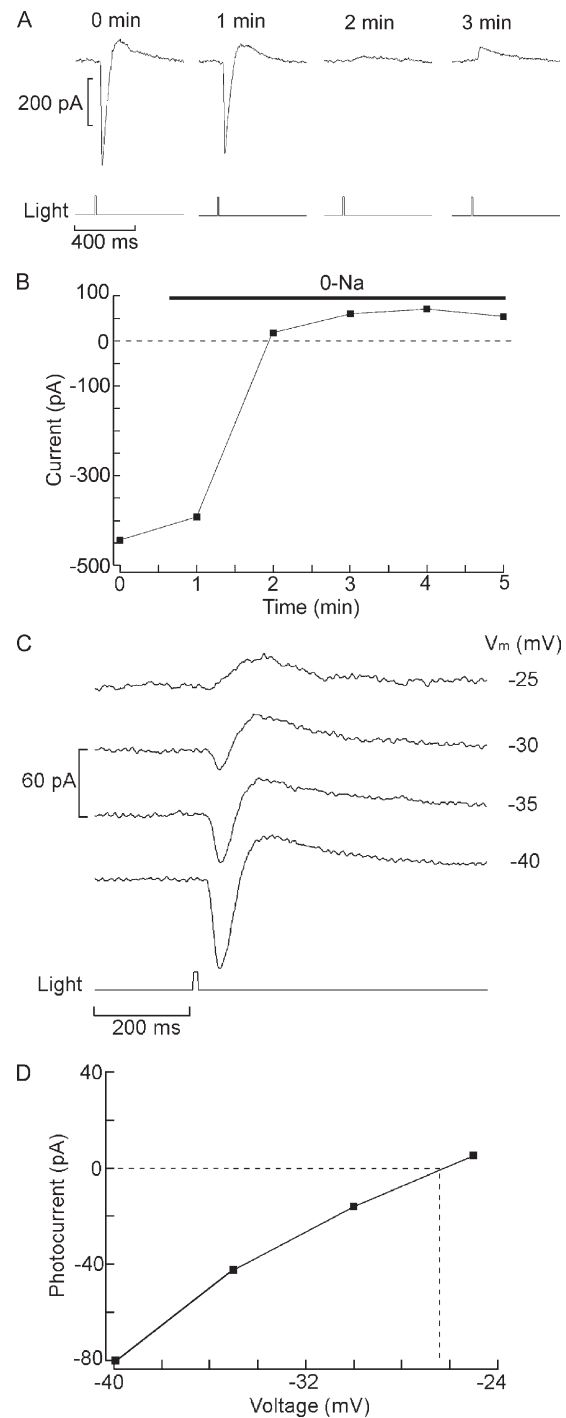 A
0 min 1 min 2 min 3 min
200 pA
Light
400 ms
B
0-Na
100
0
-100
-300
-500
Current (pA)
0 1 2 3 4 5
Time (min)
C
Vm (mV)
-25
-30
60 pA
-35
-40
Light
200 ms
D
40
0
-40
-80
Photocurrent (pA)
-40 -32 -24
Voltage (mV)